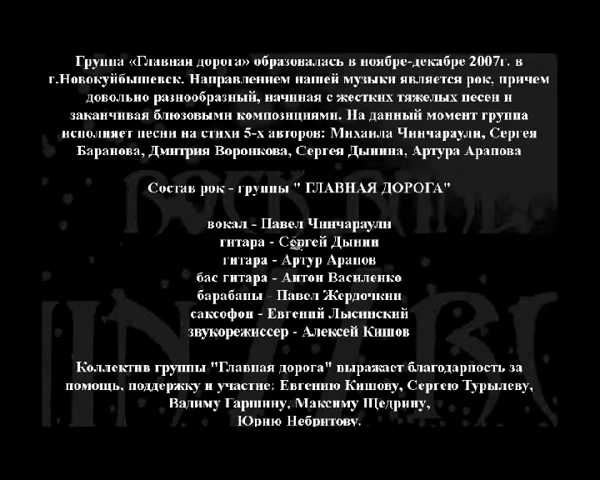 Группа «Главная дорога» образовалась в ноябре-декабре 2007г. в
г.Новокуйбышевск. Направлением нашей музыки является рок, причем
довольно разнообразный, начиная с жестких тяжелых песен и
заканчивая блюзовыми композициями. На данный момент группа
исполняет песни на стихи 5-х авторов: Михаила Чинчараули, Сергея
Баранова, Дмитрия Воронкова, Сергея Дынина, Артура Арапова
Состав рок - группы " ГЛАВНАЯ ДОРОГА"
вокал - Павел Чинчараули
гитара - Сергей Дынин
гитара - Артур Арапов
бас гитара - Антон Василенко
барабаны - Павел Жердочкин
саксофон - Евгений Лысинский
звукорежиссер - Алексей Кишов
Коллектив группы "Главная дорога" выражает благодарность за
помощь, поддержку и участие: Евгению Кишову, Сергею Турылеву,
Вадиму Гаршину, Максиму Щедрину,
Юрию Небритову.
ROCK BAND